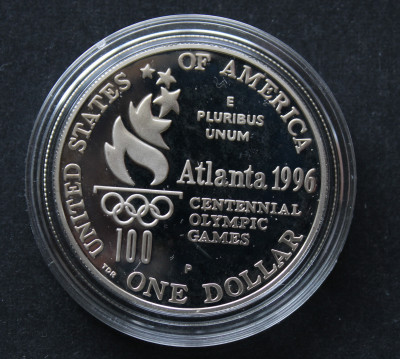 UNITED STATES OF AMERICA
E
PLURIBUS
UNUM
Atlanta 1996
CENTENNIAL
OLYMPIC
GAMES
100
TDR
P
ONE DOLLAR